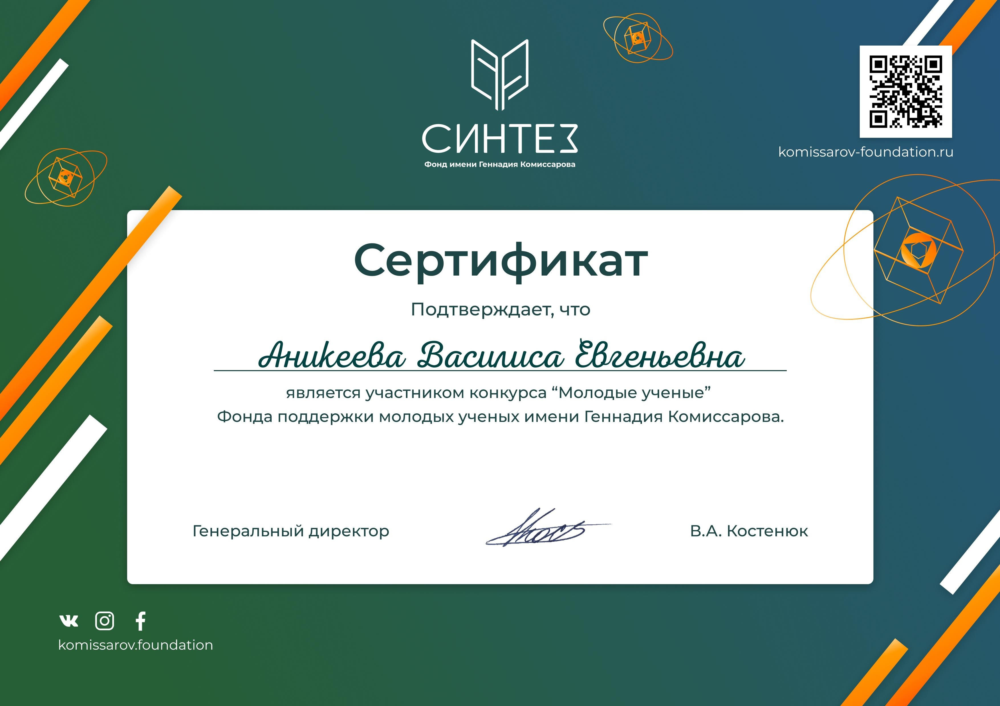 СИНТЕЗ
Фонд имени Геннадия Комиссарова
komissarov-foundation.ru
Сертификат
Подтверждает, что
Аникеева Василиса Евгеньевна
является участником конкурса “Молодые ученые”
Фонда поддержки молодых ученых имени Геннадия Комиссарова.
Генеральный директор
В.А. Костенюк
komissarov.foundation